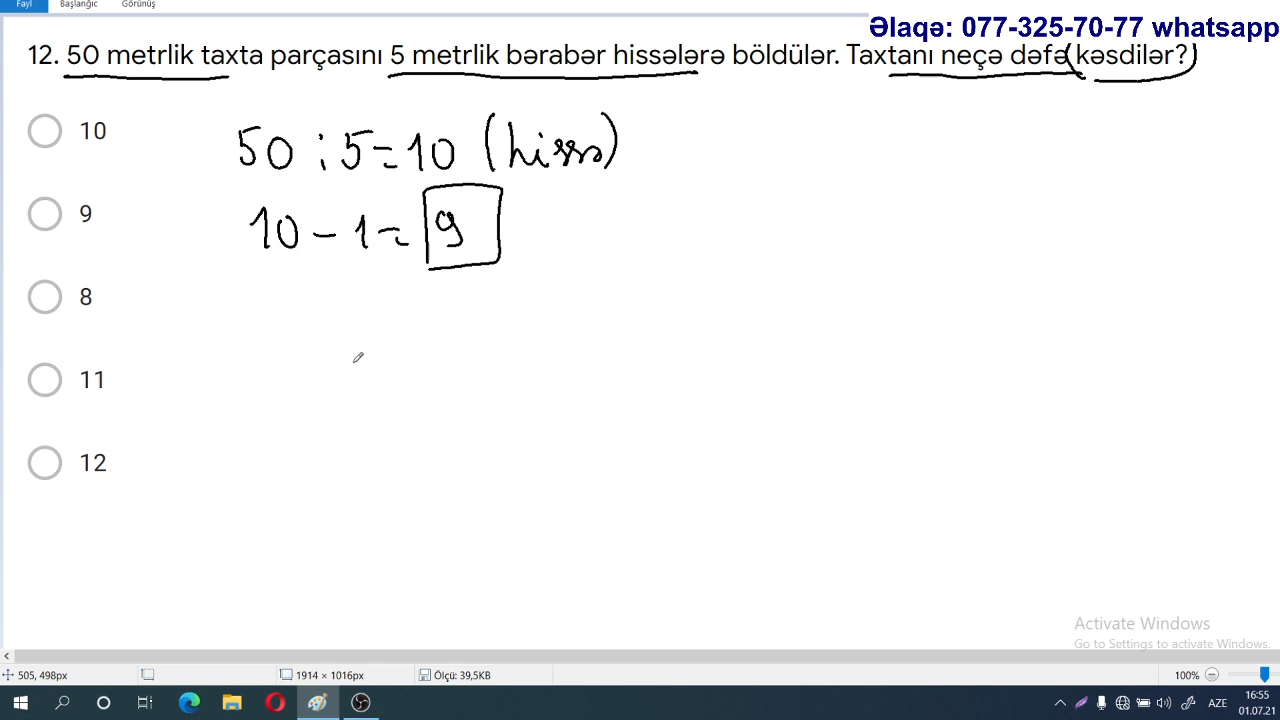 Fayl Başlanğıc Görünüş
Əlaqə: 077-325-70-77 whatsapp
12. 50 metrlik taxta parçasını 5 metrlik bərabər hissələrə böldülər. Taxtanı neçə dəfə kəsdilər?
10
50 : 5 = 10 (hissə)
9
10 - 1 = 9
8
11
12
Activate Windows
Go to Settings to activate Windows.
505, 498px
1914 × 1016px
Ölçü: 39,5KB
100%
AZE
16:55
01.07.21